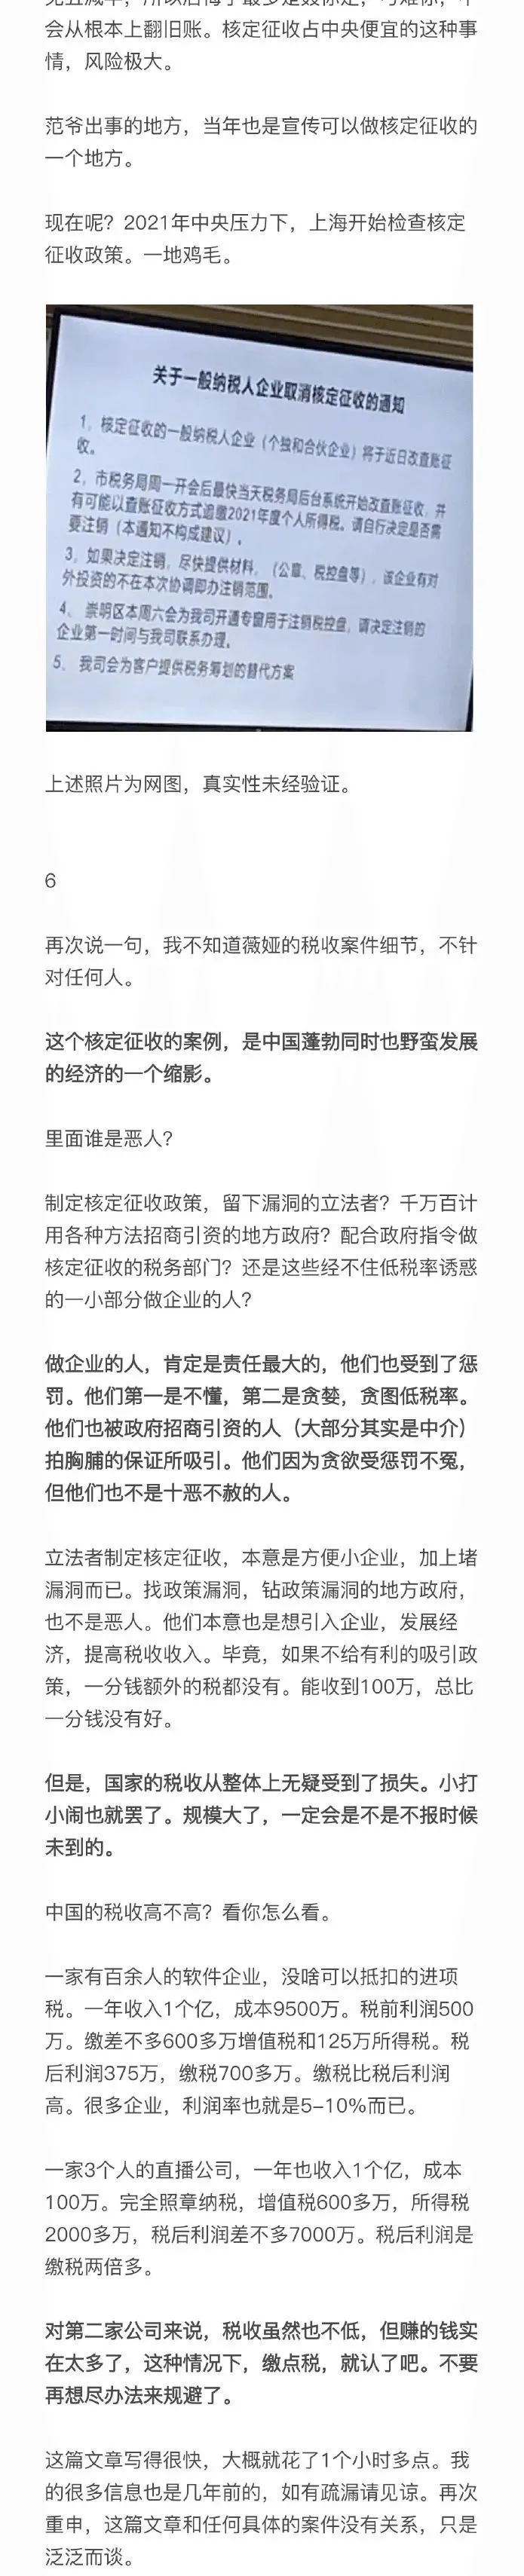 会从根本上翻旧账。核定征收占中央便宜的这种事
情，风险极大。
范爷出事的地方，当年也是宣传可以做核定征收的
一个地方。
现在呢？2021年中央压力下，上海开始检查核定
征收政策。一地鸡毛。
关于一般纳税人企业取消核定征收的通知
1、核定征收的一般纳税人企业（个独和合伙企业）将于近日改查账征
收。
2、市税务局周一开会后最快当天税务局后台系统开始改查账征收，并
有可能以查账征收方式追缴2021年度个人所得税。请自行决定是否需
要注销（本通知不构成建议）。
3、如果决定注销，尽快提供材料，（公章、税控盘等），该企业有对
外投资的不在本次协调即办注销范围。
4、崇明区本周六会为我司开通专窗用于注销税控盘，请决定注销的
企业第一时间与我司联系办理。
5、我司会为客户提供税务筹划的替代方案
上述照片为网图，真实性未经验证。
6
再次说一句，我不知道薇娅的税收案件细节，不针
对任何人。
这个核定征收的案例，是中国蓬勃同时也野蛮发展
的经济的一个缩影。
里面谁是恶人？
制定核定征收政策，留下漏洞的立法者？千万百计
用各种方法招商引资的地方政府？配合政府指令做
核定征收的税务部门？还是这些经不住低税率诱惑
的一小部分做企业的人？
做企业的人，肯定是责任最大的，他们也受到了惩
罚。他们第一是不懂，第二是贪婪，贪图低税率。
他们也被政府招商引资的人（大部分其实是中介）
拍胸脯的保证所吸引。他们因为贪欲受惩罚不冤，
但他们也不是十恶不赦的人。
立法者制定核定征收，本意是方便小企业，加上堵
漏洞而已。找政策漏洞，钻政策漏洞的地方政府，
也不是恶人。他们本意也是想引入企业，发展经
济，提高税收收入。毕竟，如果不给有利的吸引政
策，一分钱额外的税都没有。能收到100万，总比
一分钱没有好。
但是，国家的税收从整体上无疑受到了损失。小打
小闹也就罢了。规模大了，一定会是不是不报时候
未到的。
中国的税收高不高？看你怎么看。
一家有百余人的软件企业，没啥可以抵扣的进项
税。一年收入1个亿，成本9500万。税前利润500
万。缴差不多600多万增值税和125万所得税。税
后利润375万，缴税700多万。缴税比税后利润
高。很多企业，利润率也就是5-10%而已。
一家3个人的直播公司，一年也收入1个亿，成本
100万。完全照章纳税，增值税600多万，所得税
2000多万，税后利润差不多7000万。税后利润是
缴税两倍多。
对第二家公司来说，税收虽然也不低，但赚的钱实
在太多了，这种情况下，缴点税，就认了吧。不要
再想尽办法来规避了。
这篇文章写得很快，大概就花了1个小时多点。我
的很多信息也是几年前的，如有疏漏请见谅。再次
重申，这篇文章和任何具体的案件没有关系，只是
泛泛而谈。